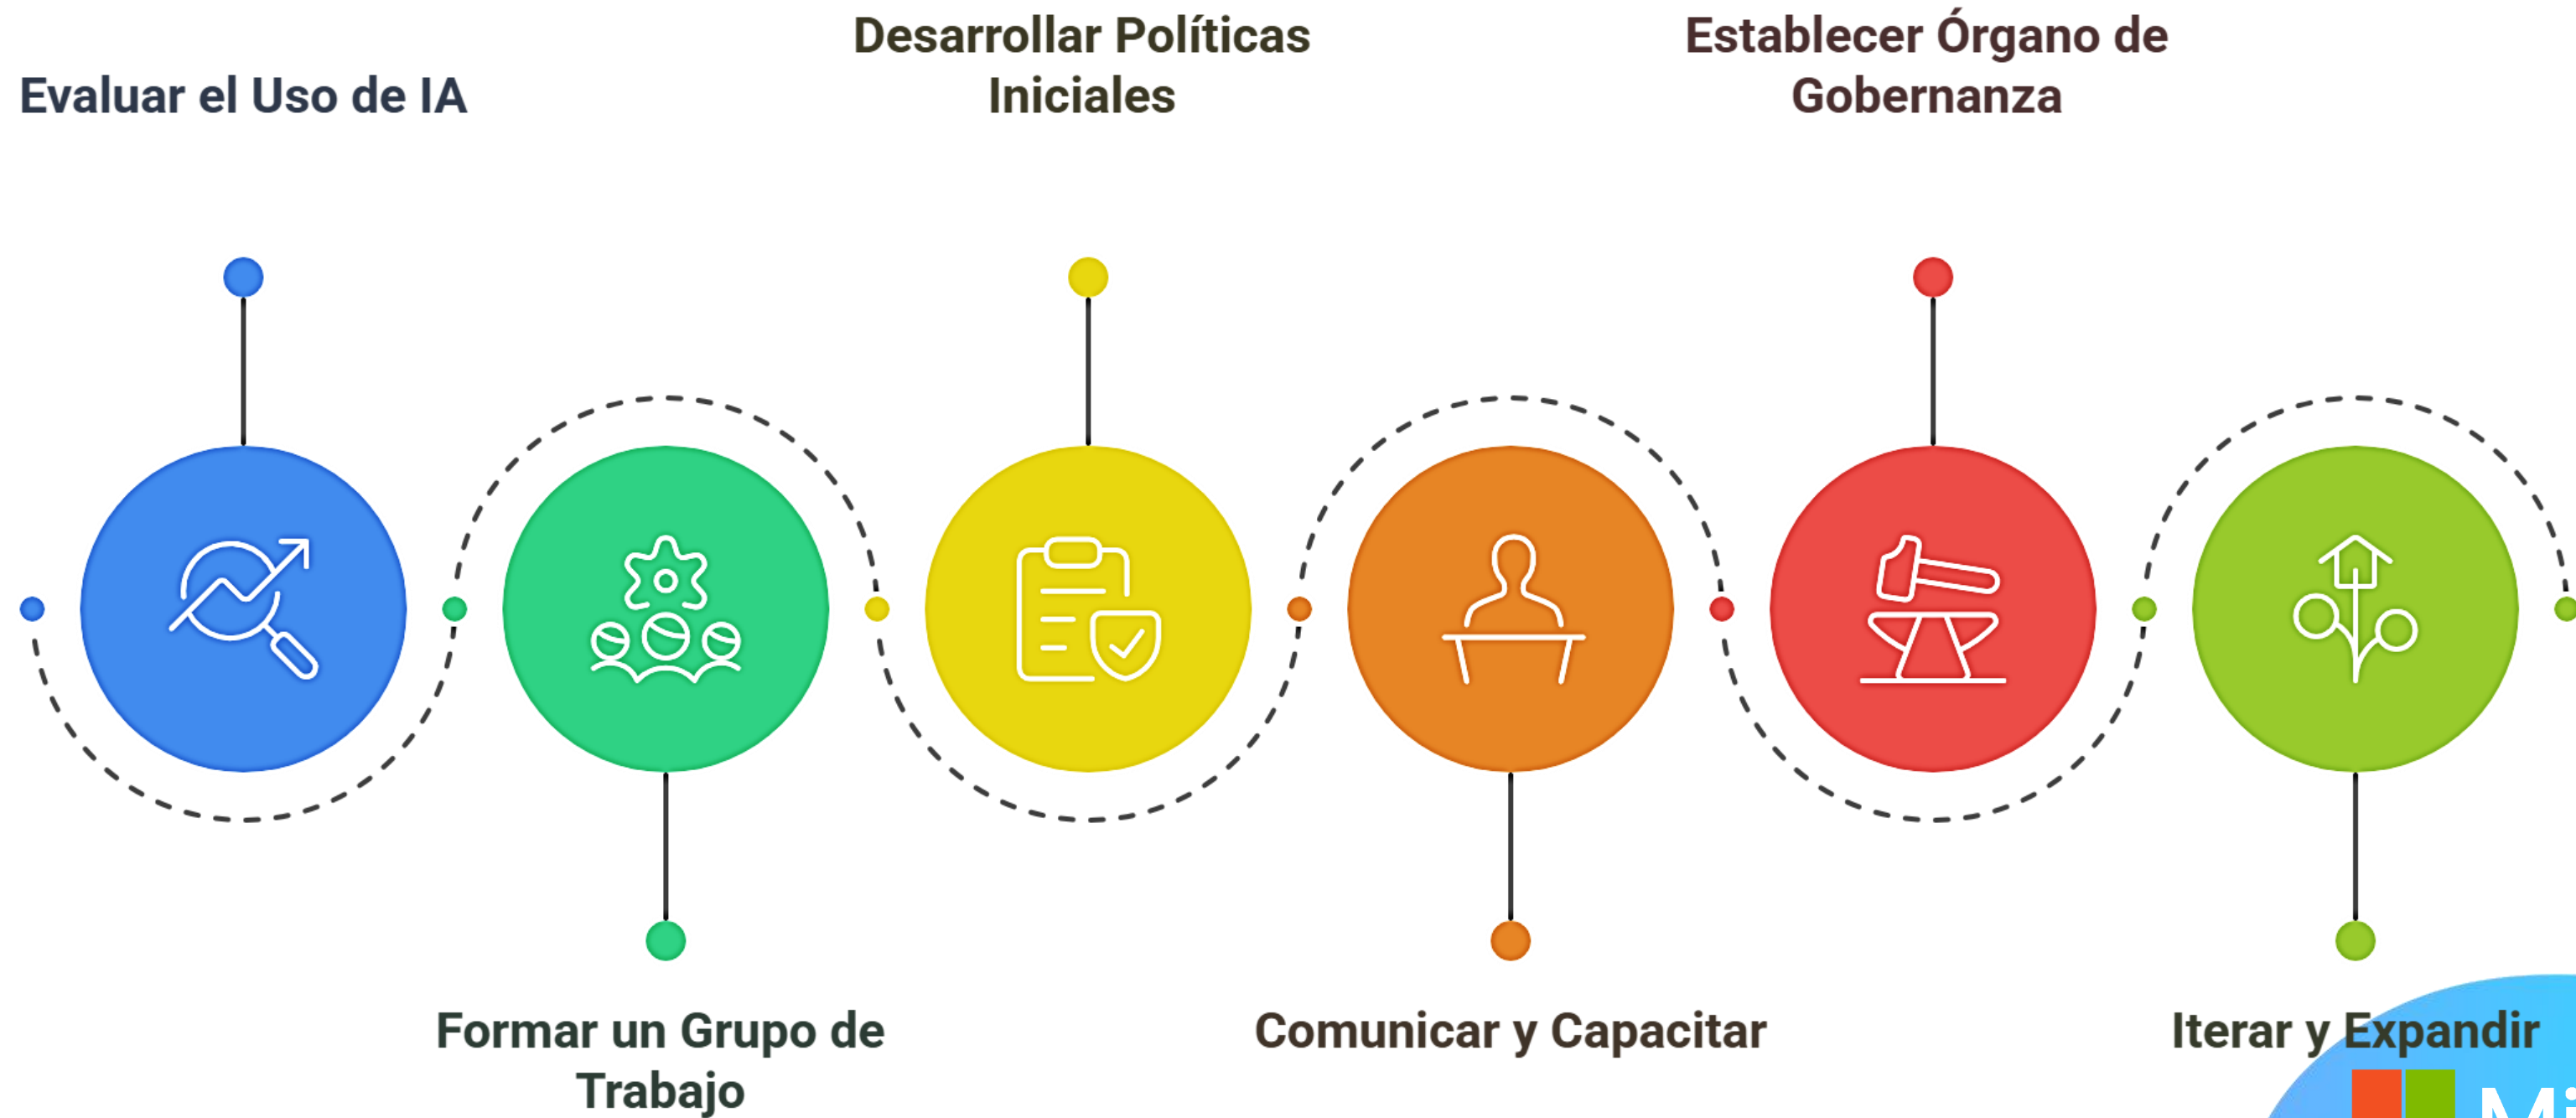 Evaluar el Uso de IA
Formar un Grupo de
Trabajo
Desarrollar Políticas
Iniciales
Comunicar y Capacitar
Establecer Órgano de
Gobernanza
Iterar y Expandir